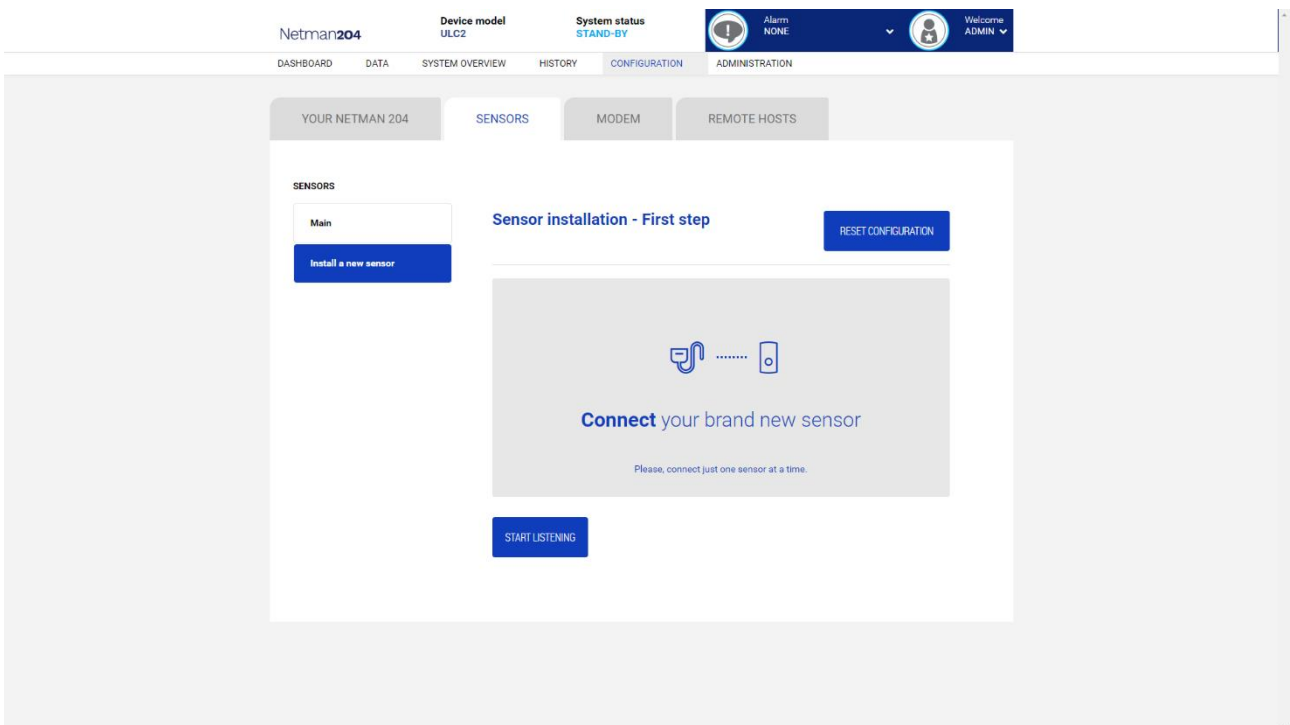 Netman204
Device model
ULC2
System status
STAND-BY
Alarm
NONE
Welcome
ADMIN
DASHBOARD DATA SYSTEM OVERVIEW HISTORY CONFIGURATION ADMINISTRATION
YOUR NETMAN 204 SENSORS MODEM REMOTE HOSTS
SENSORS
Main
Install a new sensor
Sensor installation - First step
RESET CONFIGURATION
Connect your brand new sensor
Please, connect just one sensor at a time.
START LISTENING